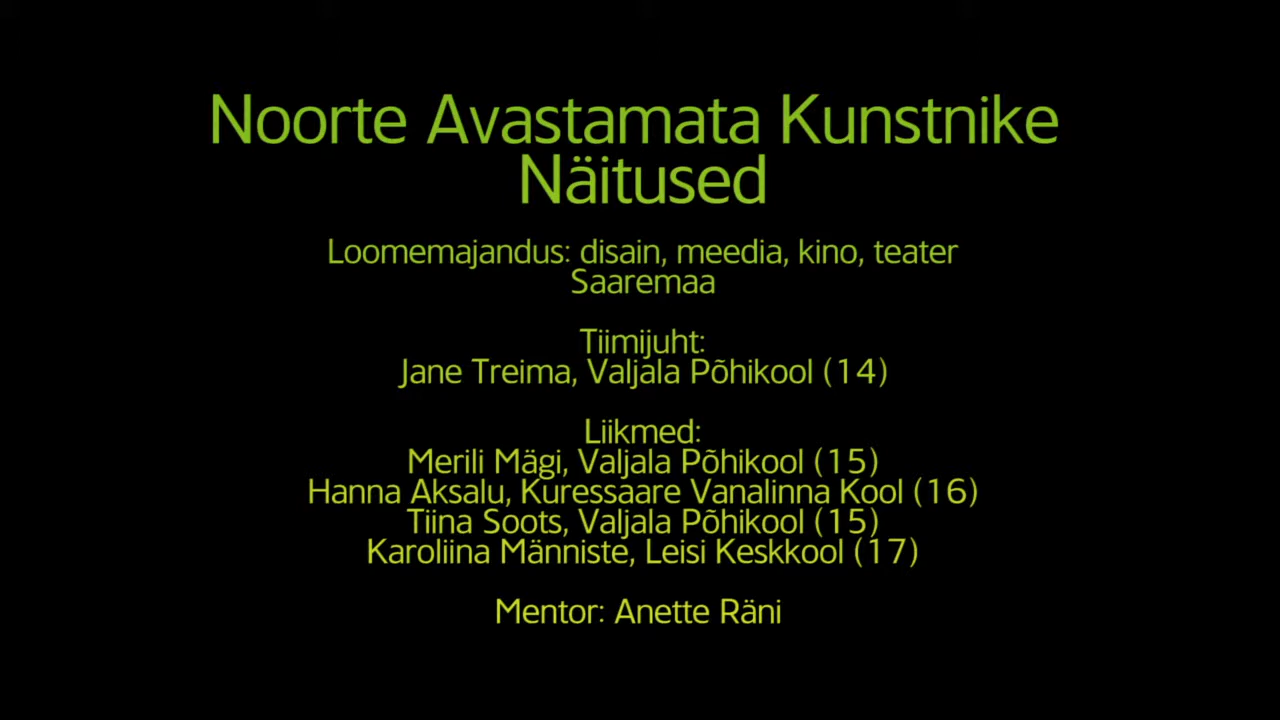 Noorte Avastamata Kunstnike
Näitused
Loomemajandus: disain, meedia, kino, teater
Saaremaa
Tiimijuht:
Jane Treima, Valjala Põhikool (14)
Liikmed:
Merili Mägi, Valjala Põhikool (15)
Hanna Aksalu, Kuressaare Vanalinna Kool (16)
Tiina Soots, Valjala Põhikool (15)
Karoliina Männiste, Leisi Keskkool (17)
Mentor: Anette Räni